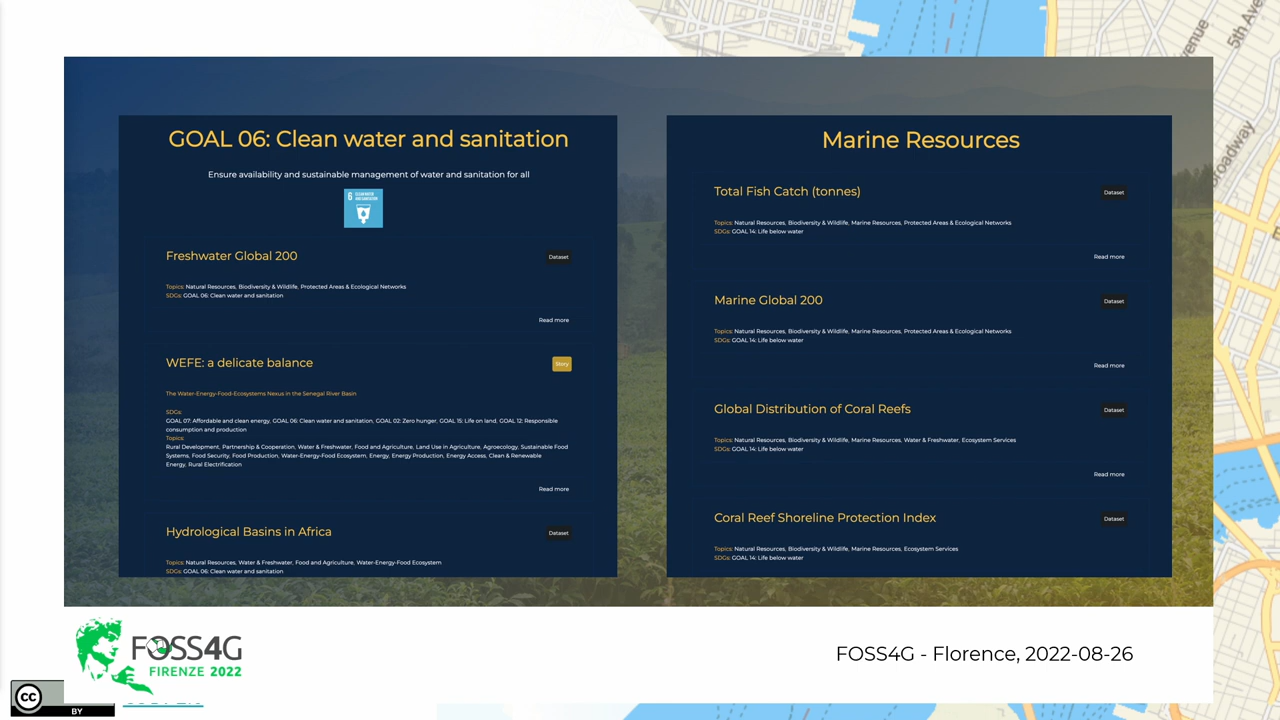 GOAL 06: Clean water and sanitation
Ensure availability and sustainable management of water and sanitation for all
6 CLEAN WATER
AND SANITATION
Freshwater Global 200
Dataset
Topics: Natural Resources, Biodiversity & Wildlife, Protected Areas & Ecological Networks
SDGs: GOAL 06: Clean water and sanitation
Read more
WEFE: a delicate balance
Story
The Water-Energy-Food-Ecosystems Nexus in the Senegal River Basin
SDGs:
GOAL 07: Affordable and clean energy, GOAL 06: Clean water and sanitation, GOAL 02: Zero hunger, GOAL 15: Life on land, GOAL 12: Responsible
consumption and production
Topics:
Rural Development, Partnership & Cooperation, Water & Freshwater, Food and Agriculture, Land Use in Agriculture, Agroecology, Sustainable Food
Systems, Food Security, Food Production, Water-Energy-Food Ecosystem, Energy, Energy Production, Energy Access, Clean & Renewable
Energy, Rural Electrification
Read more
Hydrological Basins in Africa
Dataset
Topics: Natural Resources, Water & Freshwater, Food and Agriculture, Water-Energy-Food Ecosystem
SDGs: GOAL 06: Clean water and sanitation
Marine Resources
Total Fish Catch (tonnes)
Dataset
Topics: Natural Resources, Biodiversity & Wildlife, Marine Resources, Protected Areas & Ecological Networks
SDGs: GOAL 14: Life below water
Read more
Marine Global 200
Dataset
Topics: Natural Resources, Biodiversity & Wildlife, Marine Resources, Protected Areas & Ecological Networks
SDGs: GOAL 14: Life below water
Read more
Global Distribution of Coral Reefs
Dataset
Topics: Natural Resources, Biodiversity & Wildlife, Marine Resources, Water & Freshwater, Ecosystem Services
SDGs: GOAL 14: Life below water
Read more
Coral Reef Shoreline Protection Index
Dataset
Topics: Natural Resources, Biodiversity & Wildlife, Marine Resources, Ecosystem Services
SDGs: GOAL 14: Life below water
5th Ave
FOSS4G
FIRENZE 2022
FOSS4G - Florence, 2022-08-26
cc
BY